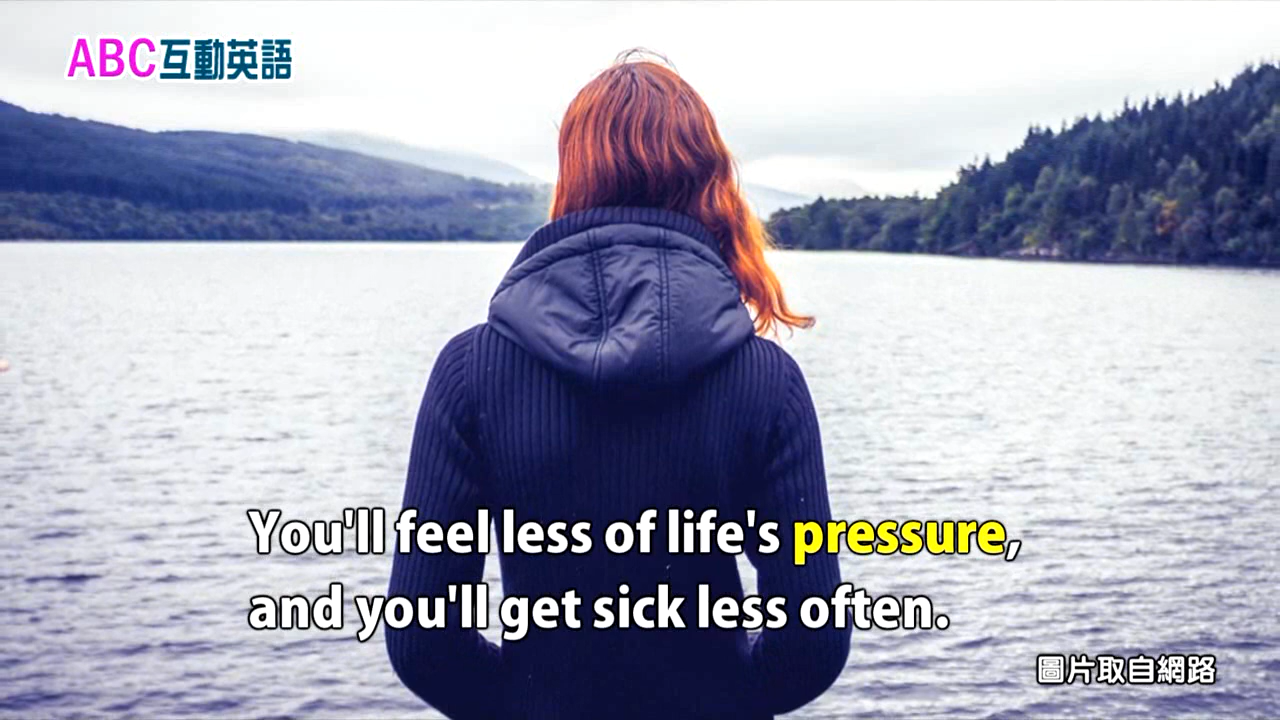 ABC互動英語
You'll feel less of life's pressure,
and you'll get sick less often.
圖片取自網路